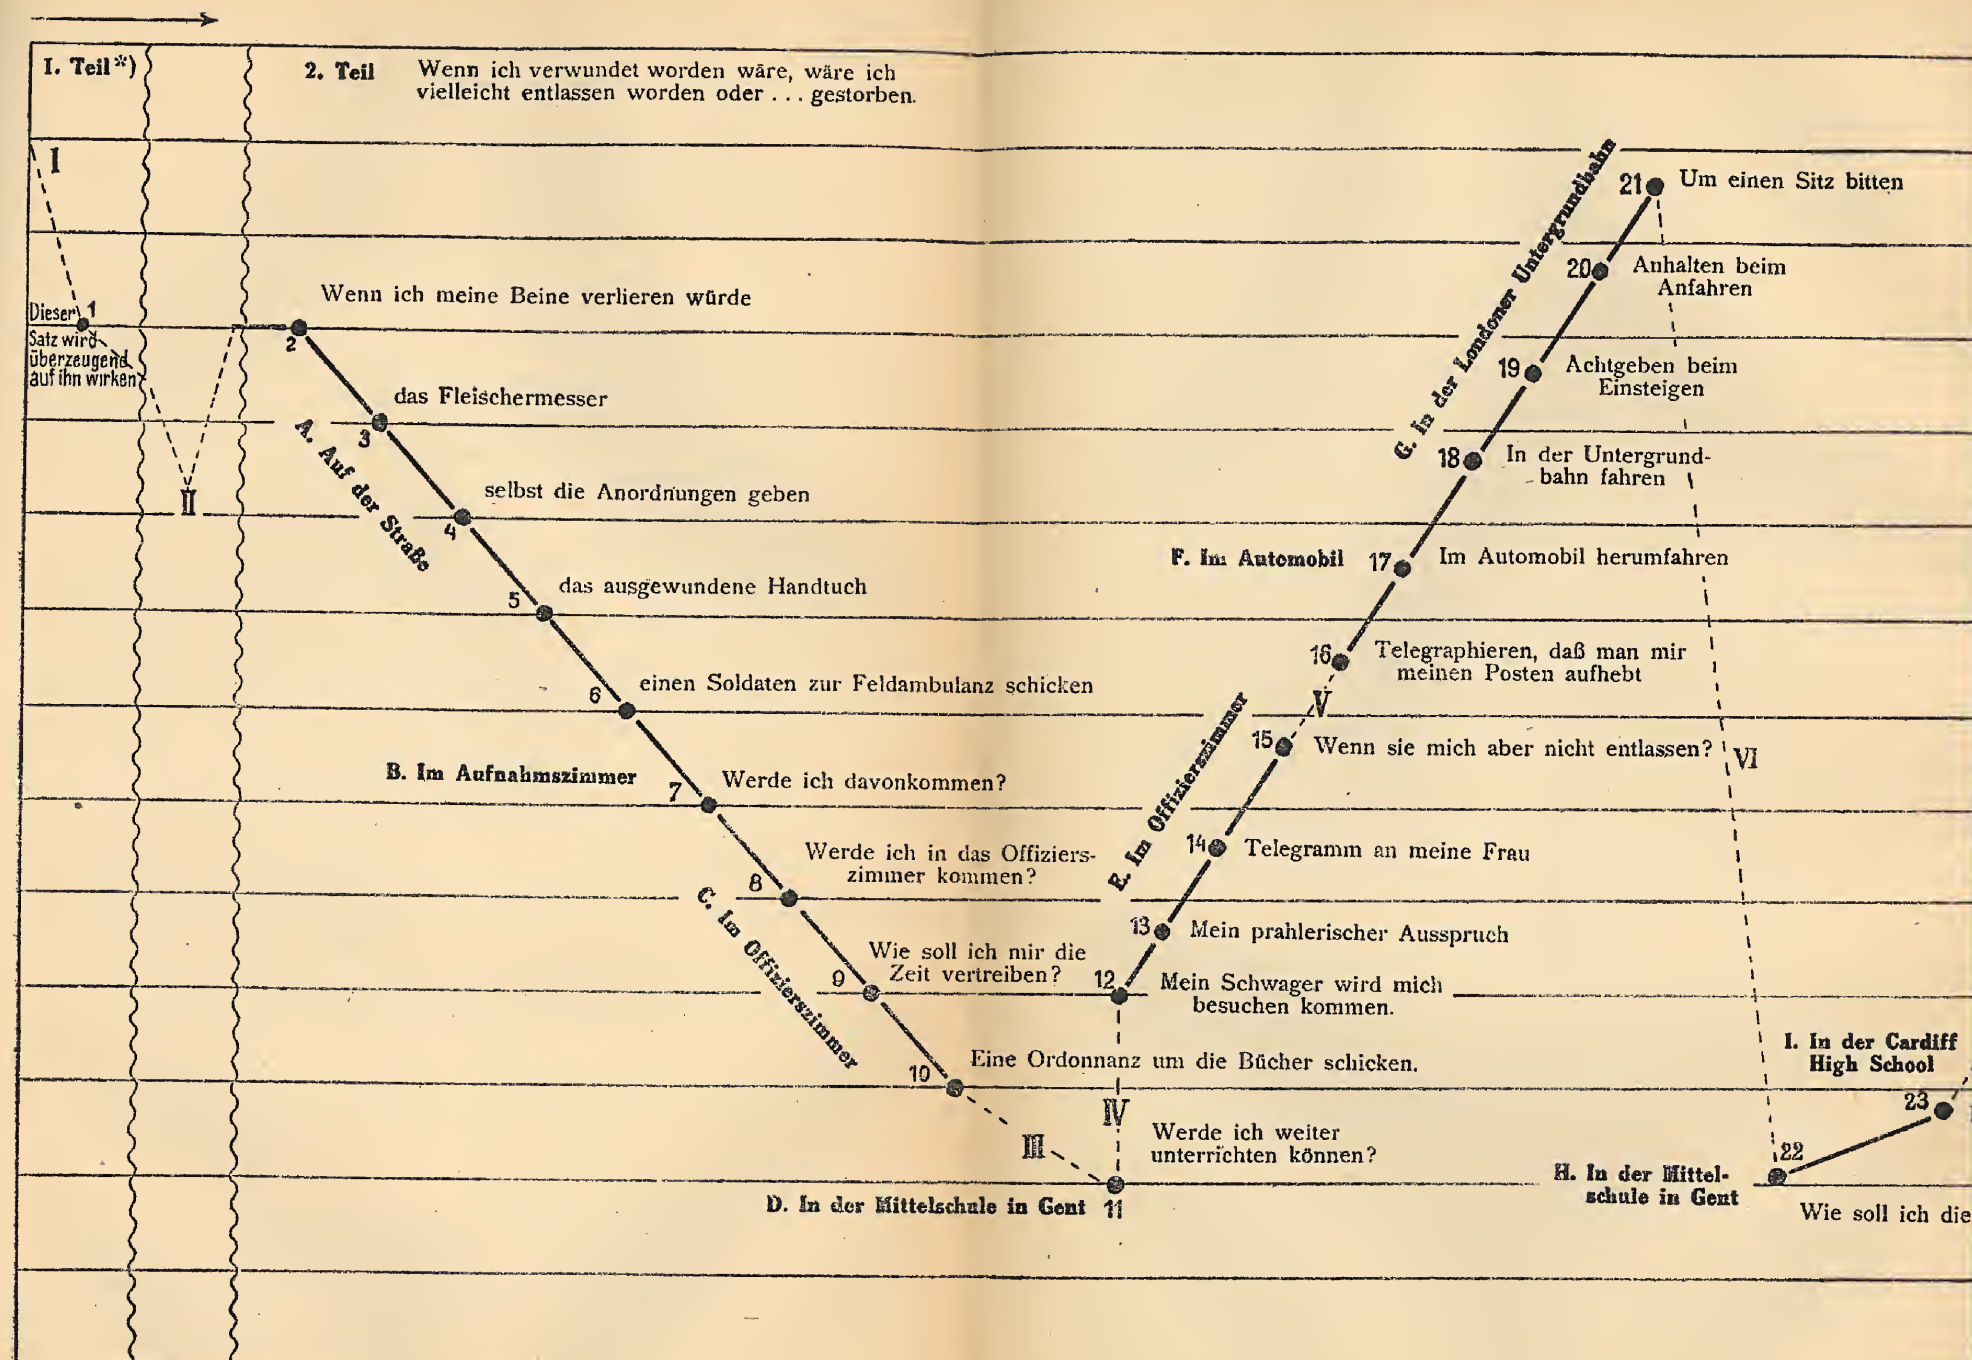 I. Teil*)
2. Teil
Wenn ich verwundet worden wäre, wäre ich
vielleicht entlassen worden oder ... gestorben.
I
Dieser
Satz wird
überzeugend
auf ihn wirken
1
II
2
Wenn ich meine Beine verlieren würde
A. Auf der Straße
3
das Fleischermesser
4
selbst die Anordnungen geben
5
das ausgewundene Handtuch
6
einen Soldaten zur Feldambulanz schicken
B. Im Aufnahmszimmer
7
Werde ich davonkommen?
C. Im Offizierszimmer
8
Werde ich in das Offiziers-
zimmer kommen?
9
Wie soll ich mir die
Zeit vertreiben?
10
Eine Ordonnanz um die Bücher schicken.
III
D. In der Mittelschule in Gent
11
Werde ich weiter
unterrichten können?
IV
E. Im Offizierszimmer
12
Mein Schwager wird mich
besuchen kommen.
13
Mein prahlerischer Ausspruch
14
Telegramm an meine Frau
15
Wenn sie mich aber nicht entlassen?
V
16
Telegraphieren, daß man mir
meinen Posten aufhebt
F. Im Automobil
17
Im Automobil herumfahren
G. in der Londoner Untergrundbahn
18
In der Untergrund-
bahn fahren
19
Achtgeben beim
Einsteigen
20
Anhalten beim
Anfahren
21
Um einen Sitz bitten
VI
H. In der Mittel-
schule in Gent
22
Wie soll ich die
I. In der Cardiff
High School
23